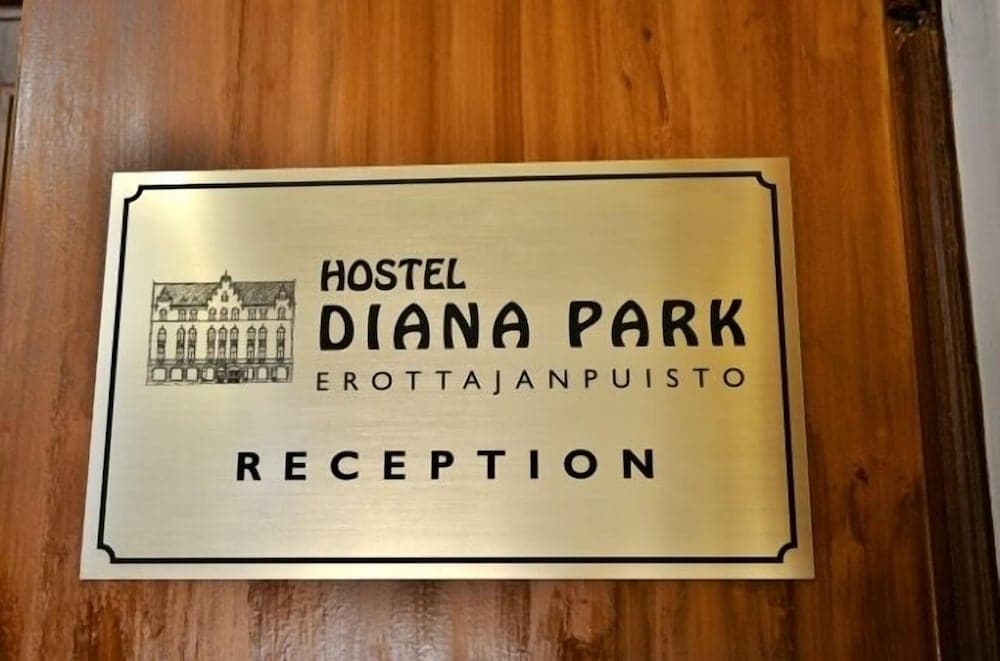 HOSTEL
DIANA PARK
EROTTAJANPUISTO
RECEPTION